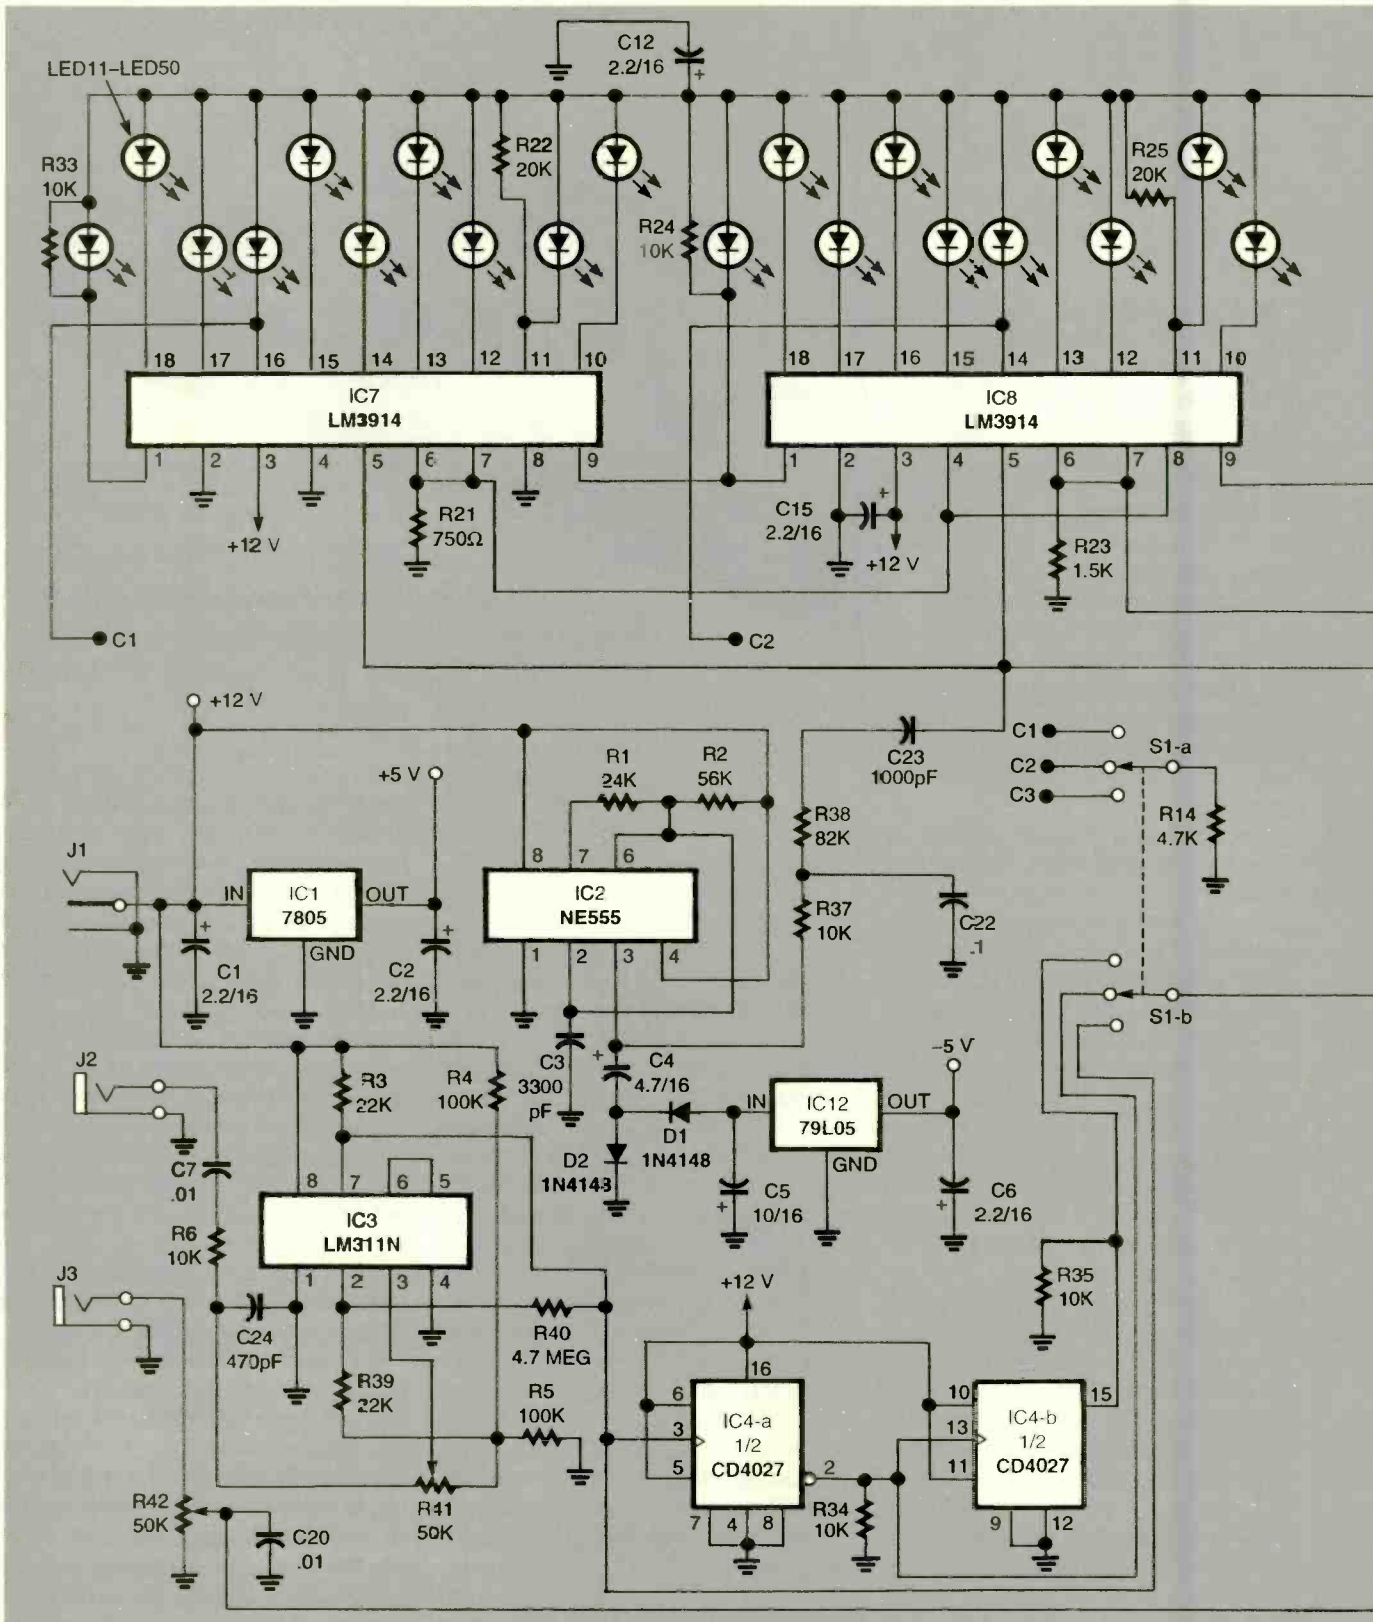 C12
2.2/16
+
LED11–LED50
R33
10K
R22
20K
R24
10K
R25
20K
18 17 16 15 14 13 12 11 10
IC7
LM3914
1 2 3 4 5 6 7 8 9
18 17 16 15 14 13 12 11 10
IC8
LM3914
1 2 3 4 5 6 7 8 9
+12 V
R21
750Ω
C15
2.2/16
+
+12 V
R23
1.5K
C1
C2
+12 V
+5 V
R1
24K
R2
56K
C23
1000pF
C1
C2
C3
S1-a
R14
4.7K
R38
82K
J1
IN
IC1
7805
OUT
GND
+
C1
2.2/16
+
C2
2.2/16
8 7 6
IC2
NE555
1 2 3 4
R37
10K
C22
.1
S1-b
J2
R3
22K
R4
100K
C3
3300
pF
+
C4
4.7/16
–5 V
IN
IC12
79L05
OUT
GND
D1
1N4148
D2
1N4148
C5
10/16
+
C6
2.2/16
+
C7
.01
R6
10K
8 7 6 5
IC3
LM311N
1 2 3 4
J3
C24
470pF
R40
4.7 MEG
R39
22K
R5
100K
R41
50K
R42
50K
C20
.01
+12 V
R35
10K
16
6
3
5
IC4-a
1/2
CD4027
2
7 4 8
R34
10K
10
13
11
IC4-b
1/2
CD4027
15
9 12